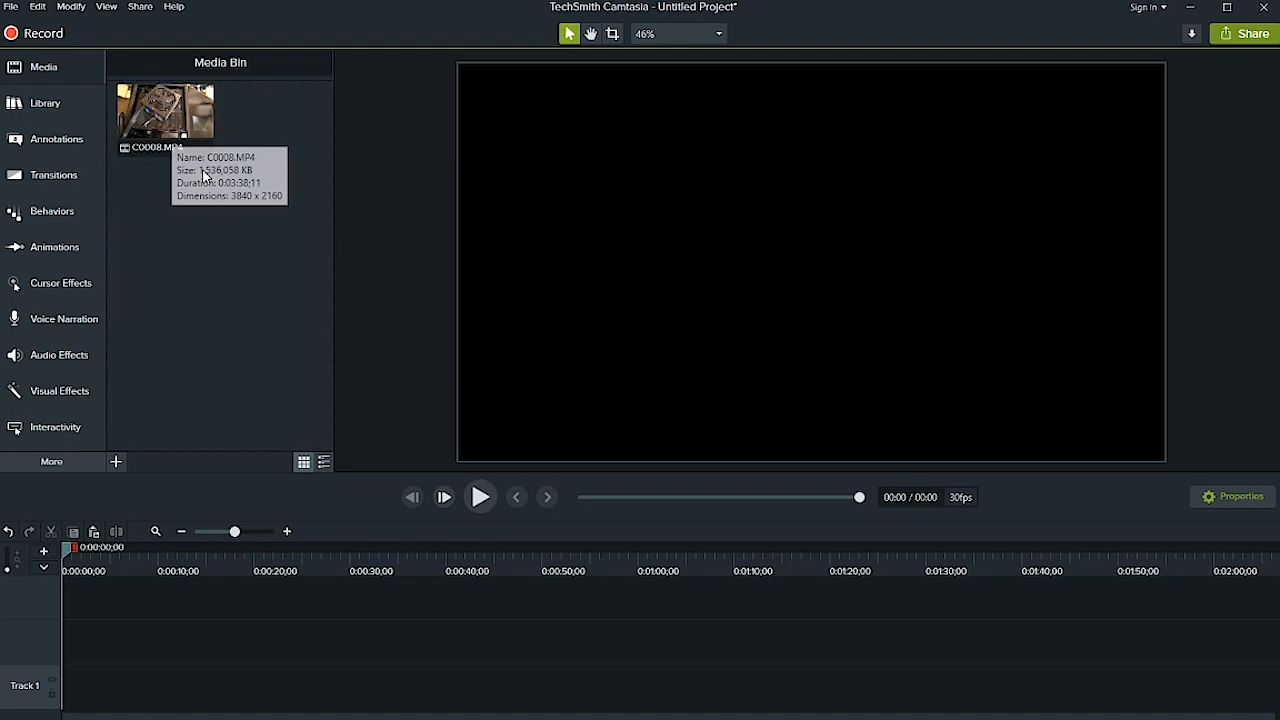 File Edit Modify View Share Help
TechSmith Camtasia - Untitled Project*
Sign In
Record
46%
Share
Media
Media Bin
Library
C0008.MP4
Annotations
Name: C0008.MP4
Size: 1,536,058 KB
Duration: 0:03:38;11
Dimensions: 3840 x 2160
Transitions
Behaviors
Animations
Cursor Effects
Voice Narration
Audio Effects
Visual Effects
Interactivity
More
00:00 / 00:00 30fps
Properties
0:00:00;00
0:00:00;00 0:00:10;00 0:00:20;00 0:00:30;00 0:00:40;00 0:00:50;00 0:01:00;00 0:01:10;00 0:01:20;00 0:01:30;00 0:01:40;00 0:01:50;00 0:02:00;00
Track 1